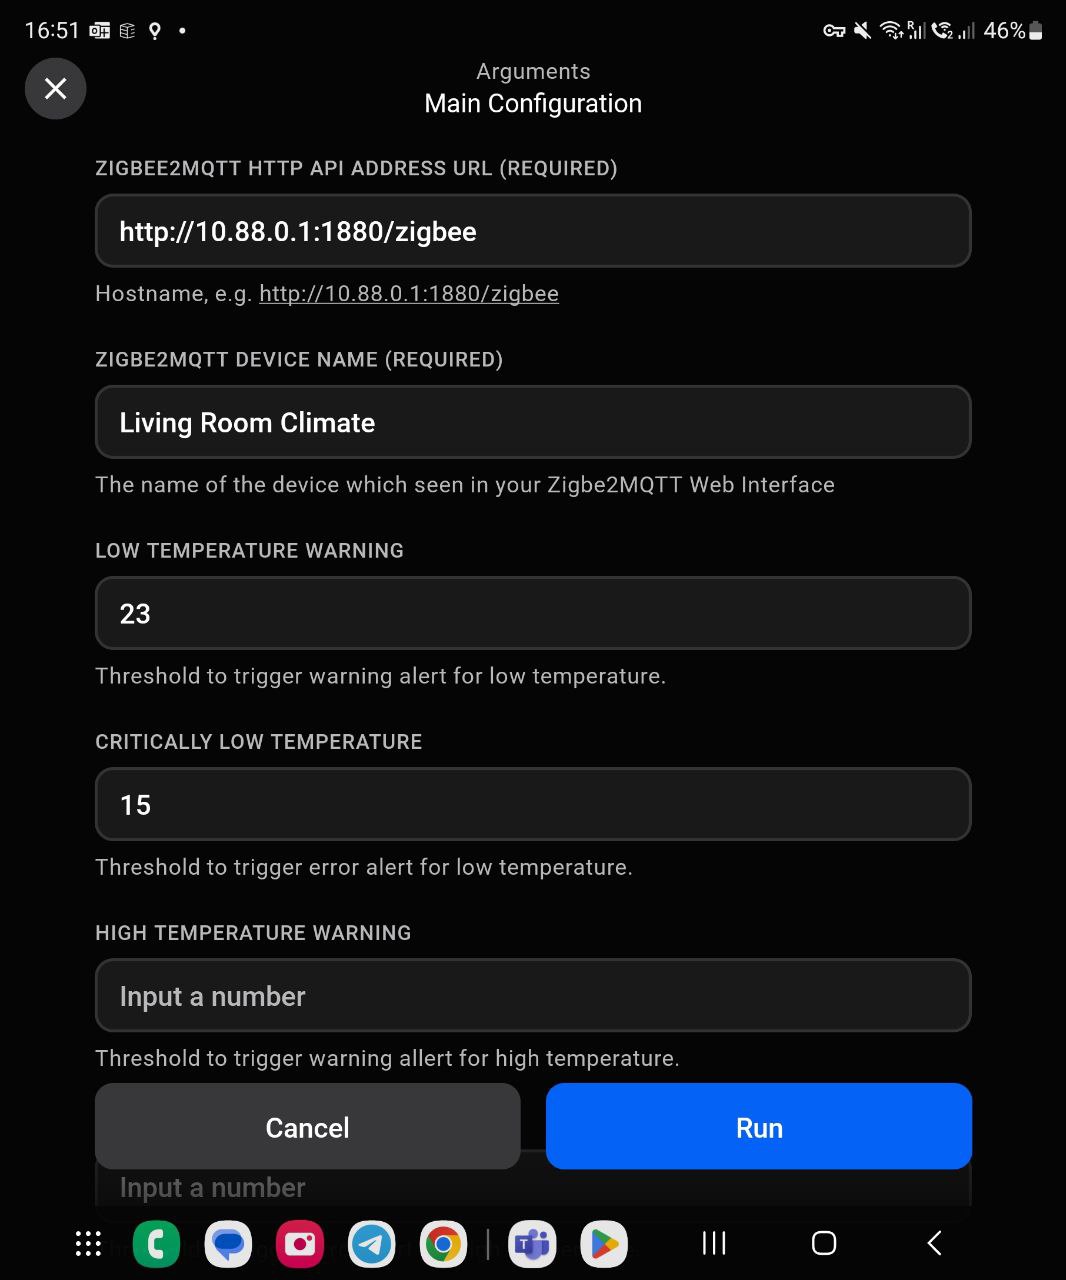 16:51
R
2
46%
Arguments
Main Configuration
ZIGBEE2MQTT HTTP API ADDRESS URL (REQUIRED)
http://10.88.0.1:1880/zigbee
Hostname, e.g. http://10.88.0.1:1880/zigbee
ZIGBE2MQTT DEVICE NAME (REQUIRED)
Living Room Climate
The name of the device which seen in your Zigbe2MQTT Web Interface
LOW TEMPERATURE WARNING
23
Threshold to trigger warning alert for low temperature.
CRITICALLY LOW TEMPERATURE
15
Threshold to trigger error alert for low temperature.
HIGH TEMPERATURE WARNING
Input a number
Threshold to trigger warning allert for high temperature.
Cancel
Run
Input a number